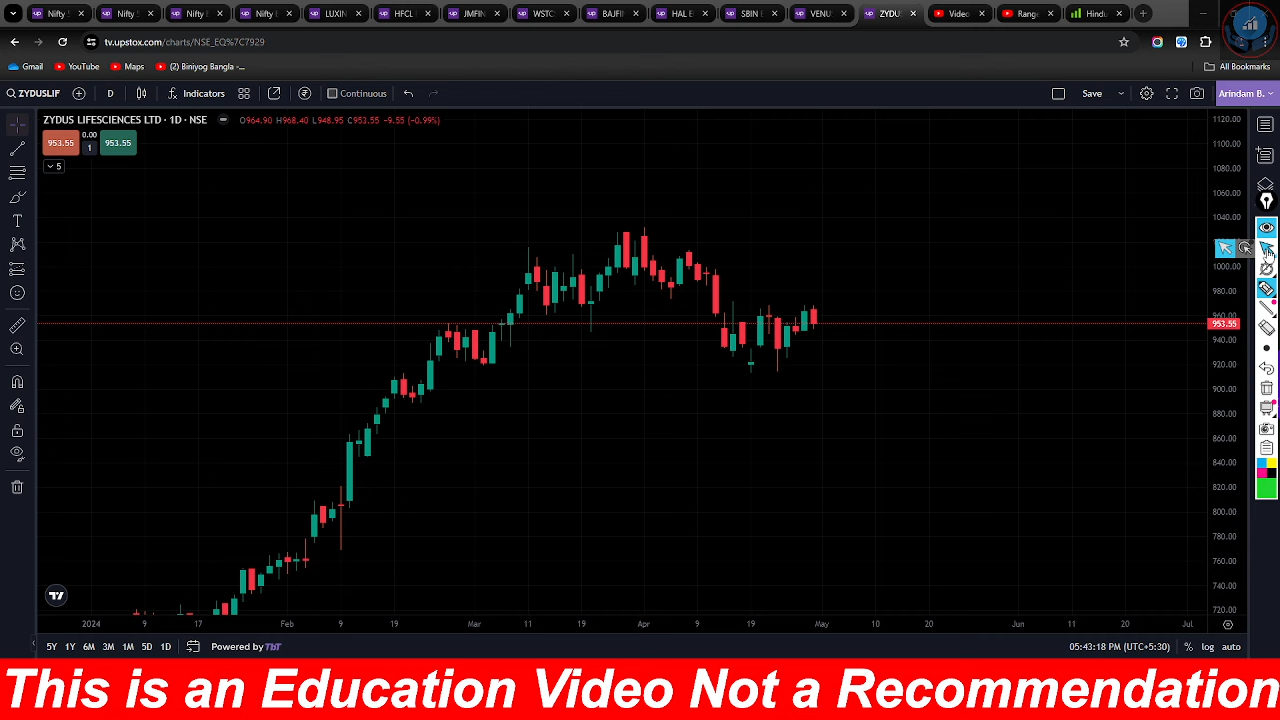 Nifty
Nifty
Nifty
Nifty
LUXIN
HFCL
JMFIN
WSTC
BAJFIN
HAL
SBIN
VENU
ZYDU
Video
Range
Hindu
tv.upstox.com/charts/NSE_EQ%7C7929
Gmail YouTube Maps (2) Biniyog Bangla -... All Bookmarks
ZYDUSLIF D Indicators Continuous Save Arindam B.
ZYDUS LIFESCIENCES LTD · 1D · NSE O964.90 H968.40 L948.95 C953.55 -9.55 (-0.99%)
953.55 0.00 1 953.55
5
1120.00
1100.00
1080.00
1060.00
1040.00
1000.00
980.00
960.00
953.55
940.00
920.00
900.00
880.00
860.00
840.00
820.00
800.00
780.00
760.00
740.00
720.00
2024 9 17 Feb 9 19 Mar 11 19 Apr 9 19 May 10 20 Jun 11 20 Jul
5Y 1Y 6M 3M 1M 5D 1D Powered by TbT 05:43:18 PM (UTC+5:30) % log auto
This is an Education Video Not a Recommendation